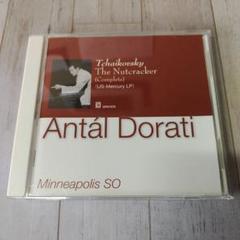 Tchaikovsky
The Nutcracker
(Complete)
(US-Mercury LP)
Antál Dorati
Minneapolis SO